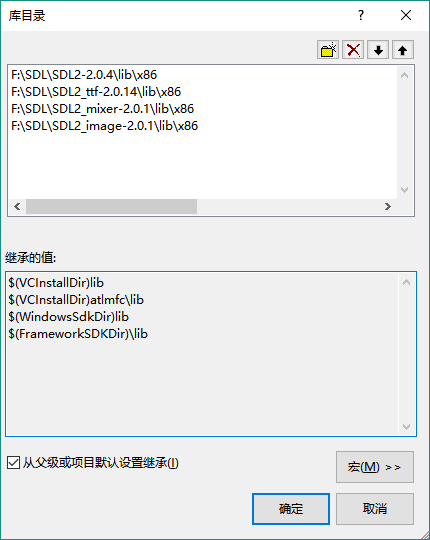 库目录
F:\SDL\SDL2-2.0.4\lib\x86
F:\SDL\SDL2_ttf-2.0.14\lib\x86
F:\SDL\SDL2_mixer-2.0.1\lib\x86
F:\SDL\SDL2_image-2.0.1\lib\x86
继承的值:
$(VCInstallDir)lib
$(VCInstallDir)atlmfc\lib
$(WindowsSdkDir)lib
$(FrameworkSDKDir)\lib
从父级或项目默认设置继承(I)
宏(M) >>
确定
取消